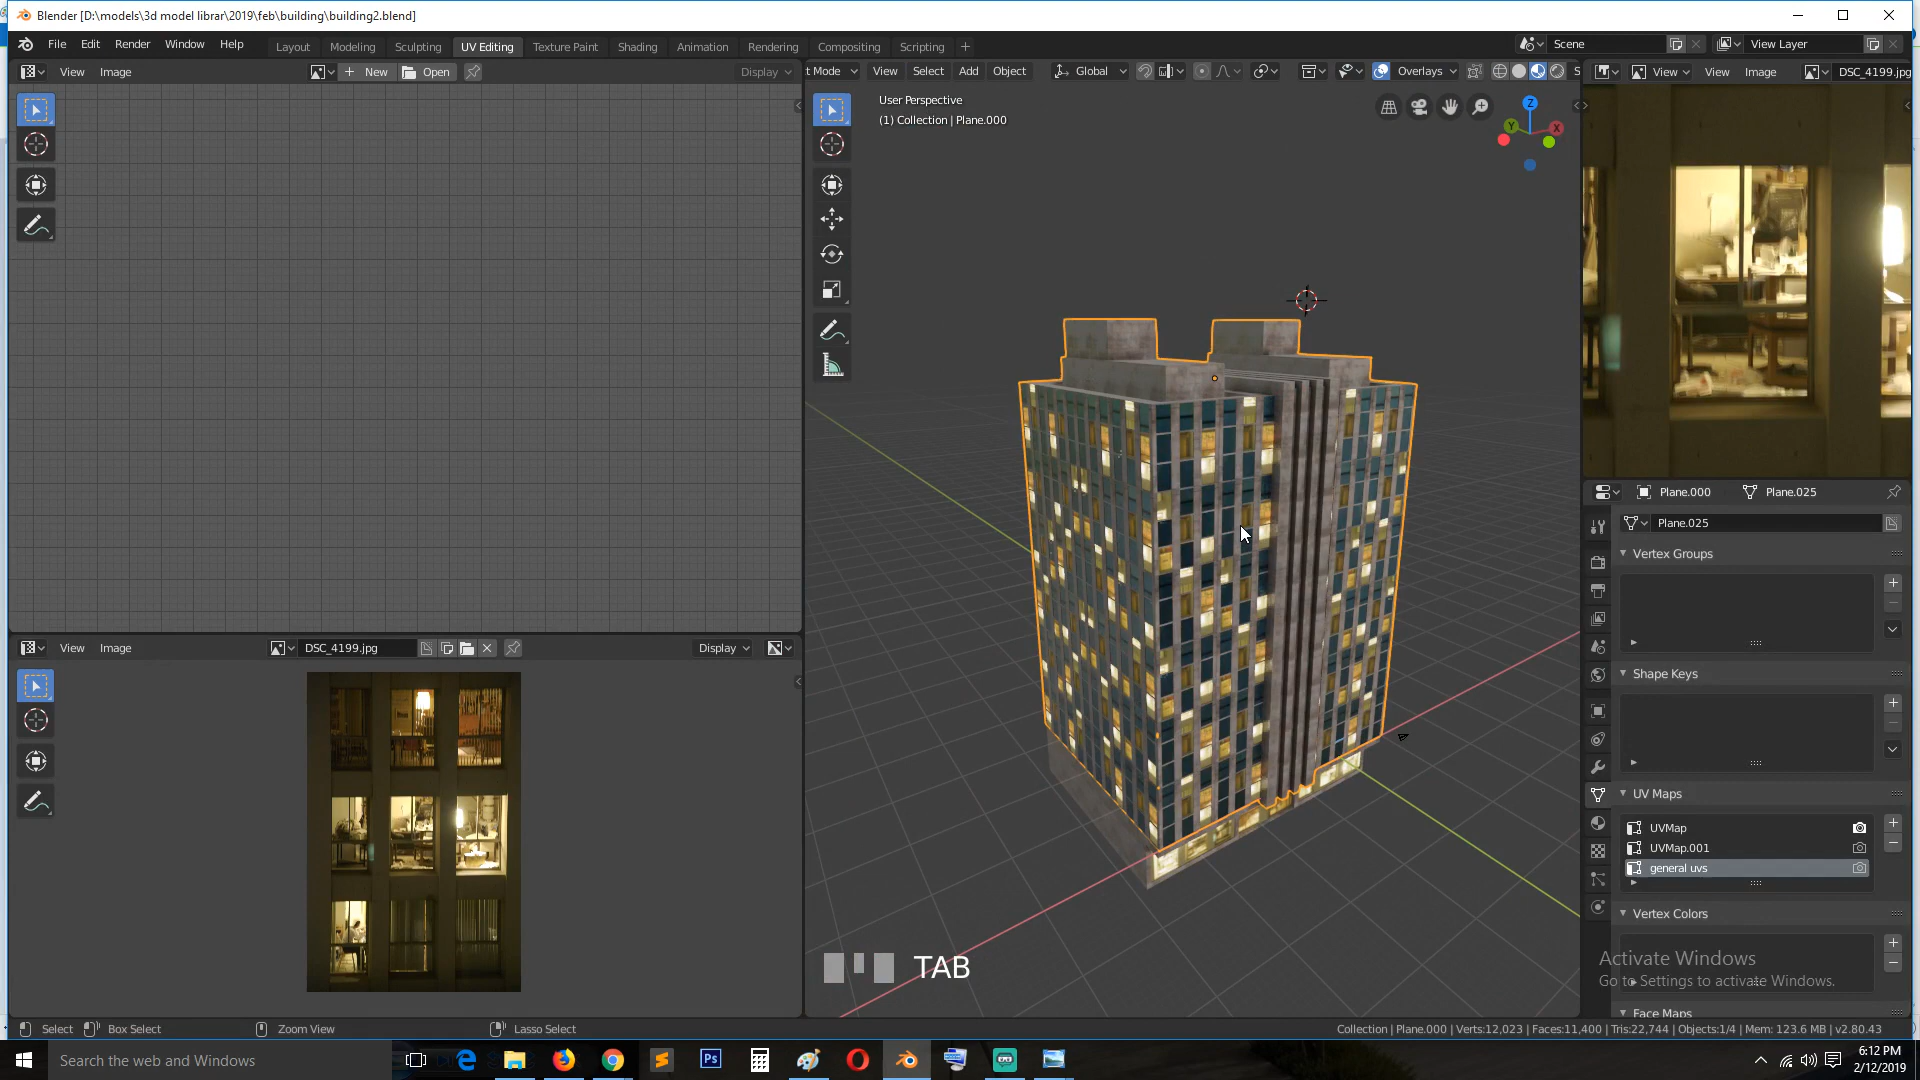 Blender [D:\models\3d model librar\2019\feb\building\building2.blend]
File Edit Render Window Help
Layout Modeling Sculpting UV Editing Texture Paint Shading Animation Rendering Compositing Scripting +
Scene
View Layer
View Image
New
Open
Display
t Mode View Select Add Object
Global
Overlays
S
View
View Image
DSC_4199.jpg
User Perspective
(1) Collection | Plane.000
Z
Y
X
Plane.000
Plane.025
Plane.025
Vertex Groups
Shape Keys
UV Maps
UVMap
UVMap.001
general uvs
Vertex Colors
Face Maps
View Image
DSC_4199.jpg
Display
TAB
Activate Windows
Go to Settings to activate Windows.
Select
Box Select
Zoom View
Lasso Select
Collection | Plane.000 | Verts:12,023 | Faces:11,400 | Tris:22,744 | Objects:1/4 | Mem: 123.6 MB | v2.80.43
Search the web and Windows
Ps
6:12 PM
2/12/2019